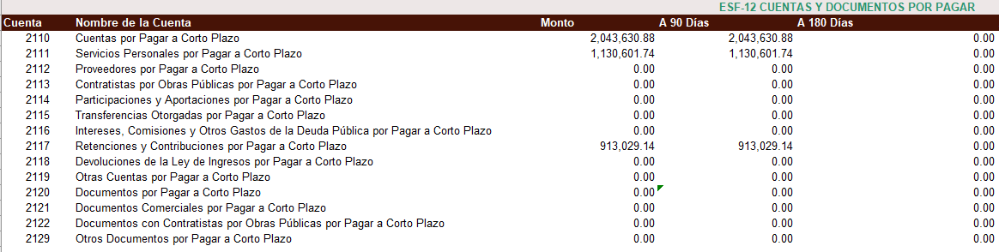 ESF-12 CUENTAS Y DOCUMENTOS POR PAGAR
Cuenta Nombre de la Cuenta Monto A 90 Días A 180 Días
2110 Cuentas por Pagar a Corto Plazo 2,043,630.88 2,043,630.88 0.00
2111 Servicios Personales por Pagar a Corto Plazo 1,130,601.74 1,130,601.74 0.00
2112 Proveedores por Pagar a Corto Plazo 0.00 0.00 0.00
2113 Contratistas por Obras Públicas por Pagar a Corto Plazo 0.00 0.00 0.00
2114 Participaciones y Aportaciones por Pagar a Corto Plazo 0.00 0.00 0.00
2115 Transferencias Otorgadas por Pagar a Corto Plazo 0.00 0.00 0.00
2116 Intereses, Comisiones y Otros Gastos de la Deuda Pública por Pagar a Corto Plazo 0.00 0.00 0.00
2117 Retenciones y Contribuciones por Pagar a Corto Plazo 913,029.14 913,029.14 0.00
2118 Devoluciones de la Ley de Ingresos por Pagar a Corto Plazo 0.00 0.00 0.00
2119 Otras Cuentas por Pagar a Corto Plazo 0.00 0.00 0.00
2120 Documentos por Pagar a Corto Plazo 0.00 0.00 0.00
2121 Documentos Comerciales por Pagar a Corto Plazo 0.00 0.00 0.00
2122 Documentos con Contratistas por Obras Públicas por Pagar a Corto Plazo 0.00 0.00 0.00
2129 Otros Documentos por Pagar a Corto Plazo 0.00 0.00 0.00